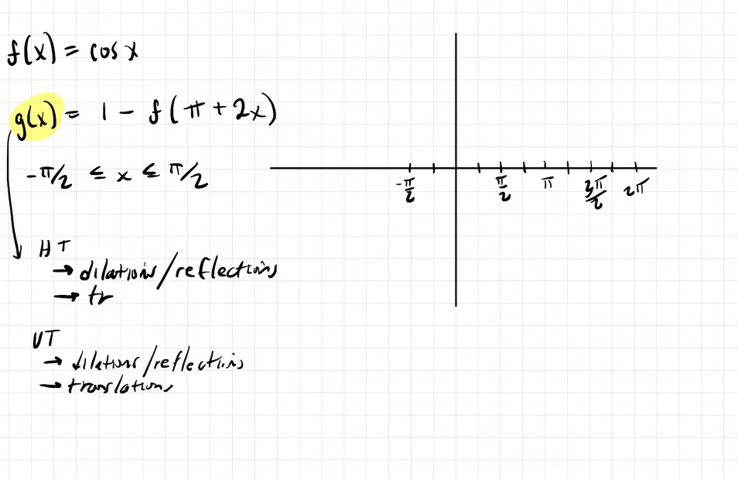 f(x) = cos x
g(x) = 1 - f(π + 2x)
-π/2 ≤ x ≤ π/2
-π/2 π/2 π 3π/2 2π
HT
→ dilations/reflections
→ tr
VT
→ dilations/reflections
→ translations